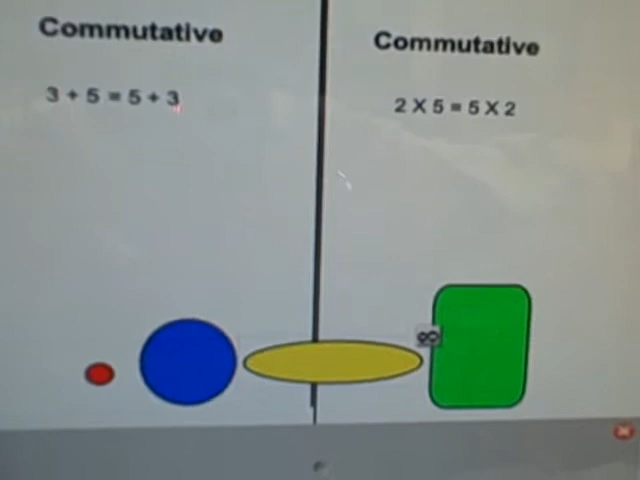 Commutative
3 + 5 = 5 + 3
Commutative
2 X 5 = 5 X 2